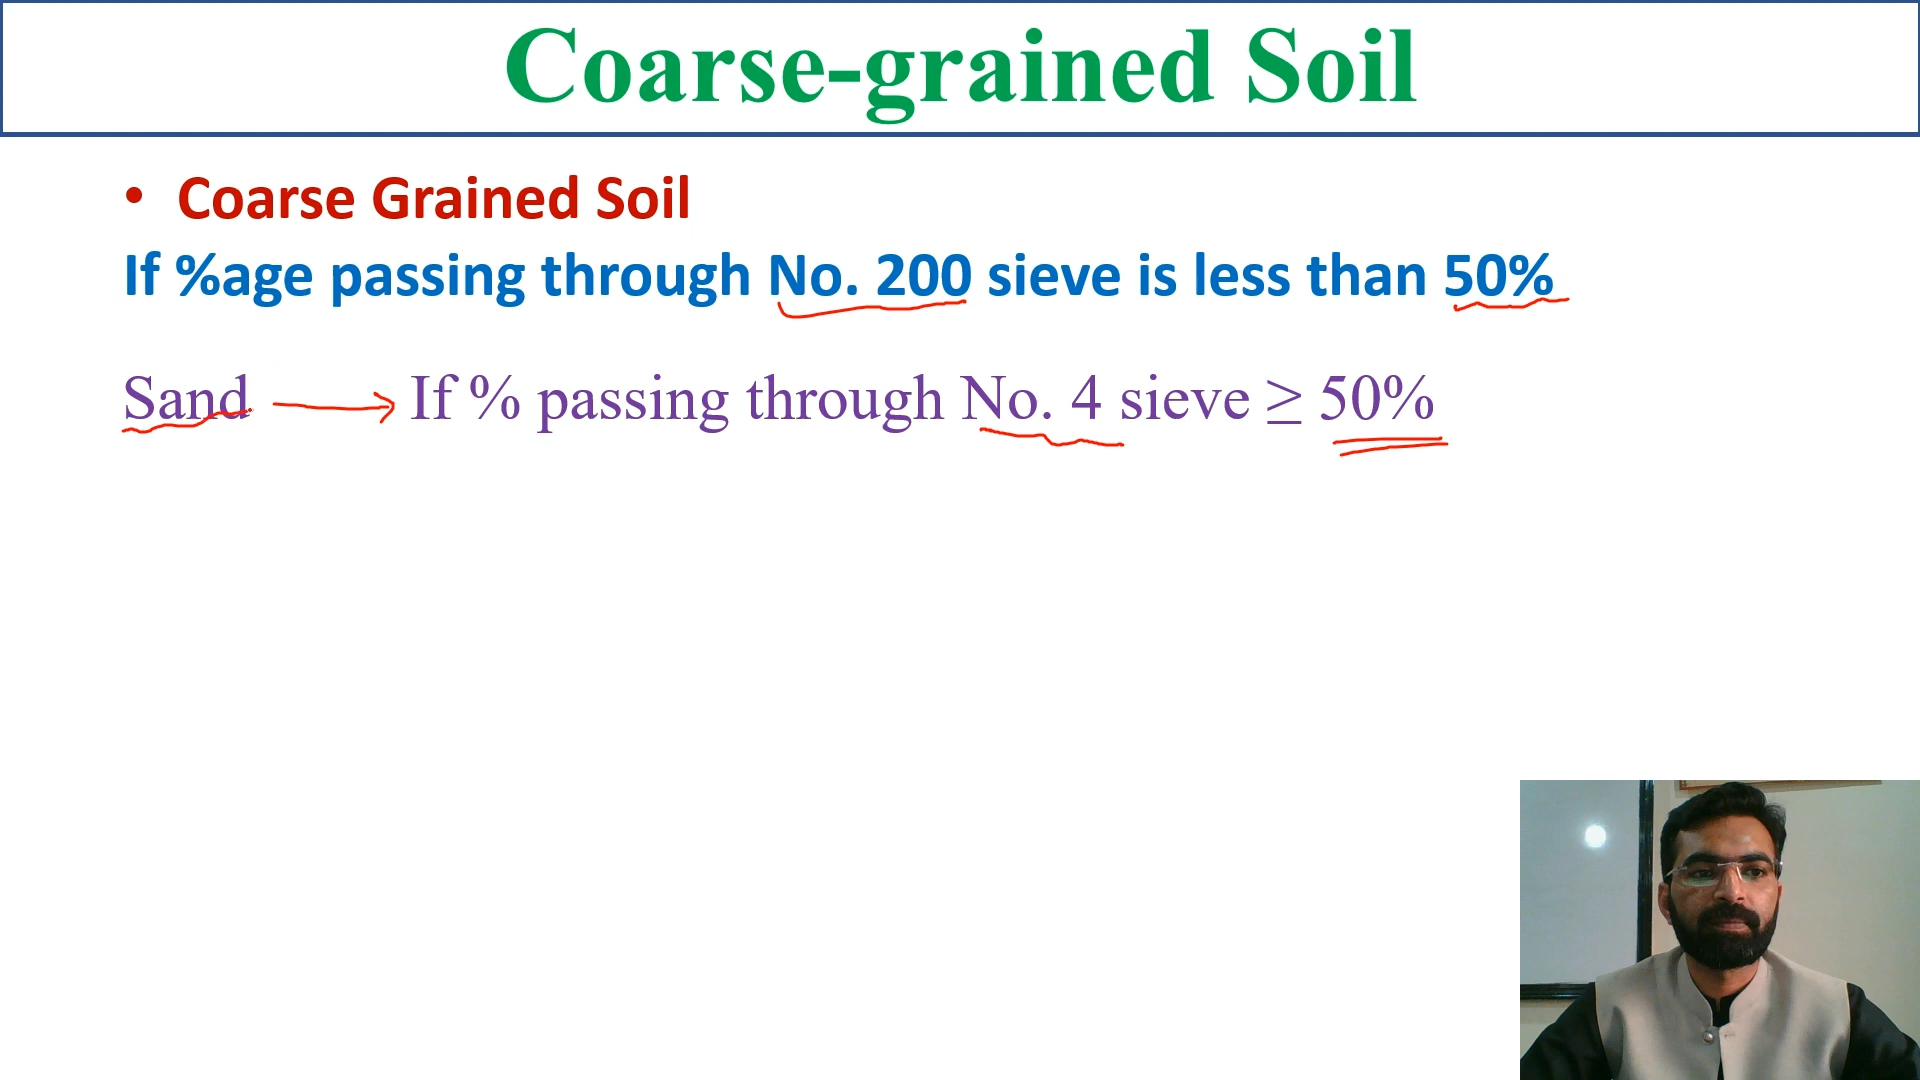 Coarse-grained Soil
• Coarse Grained Soil
If %age passing through No. 200 sieve is less than 50%
Sand → If % passing through No. 4 sieve ≥ 50%